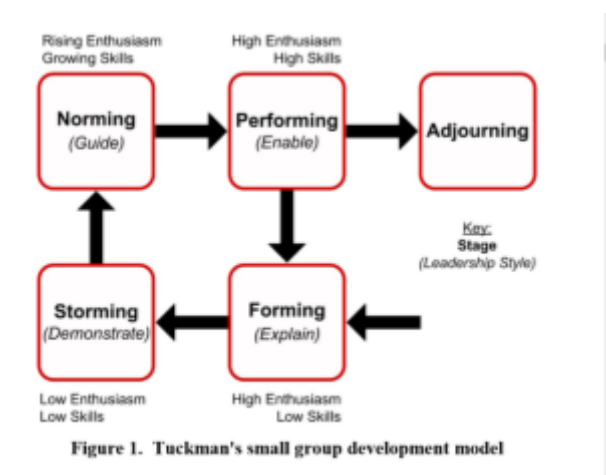 Rising Enthusiasm
Growing Skills
High Enthusiasm
High Skills
Norming
(Guide)
Performing
(Enable)
Adjourning
Key:
Stage
(Leadership Style)
Storming
(Demonstrate)
Forming
(Explain)
Low Enthusiasm
Low Skills
High Enthusiasm
Low Skills
Figure 1. Tuckman's small group development model